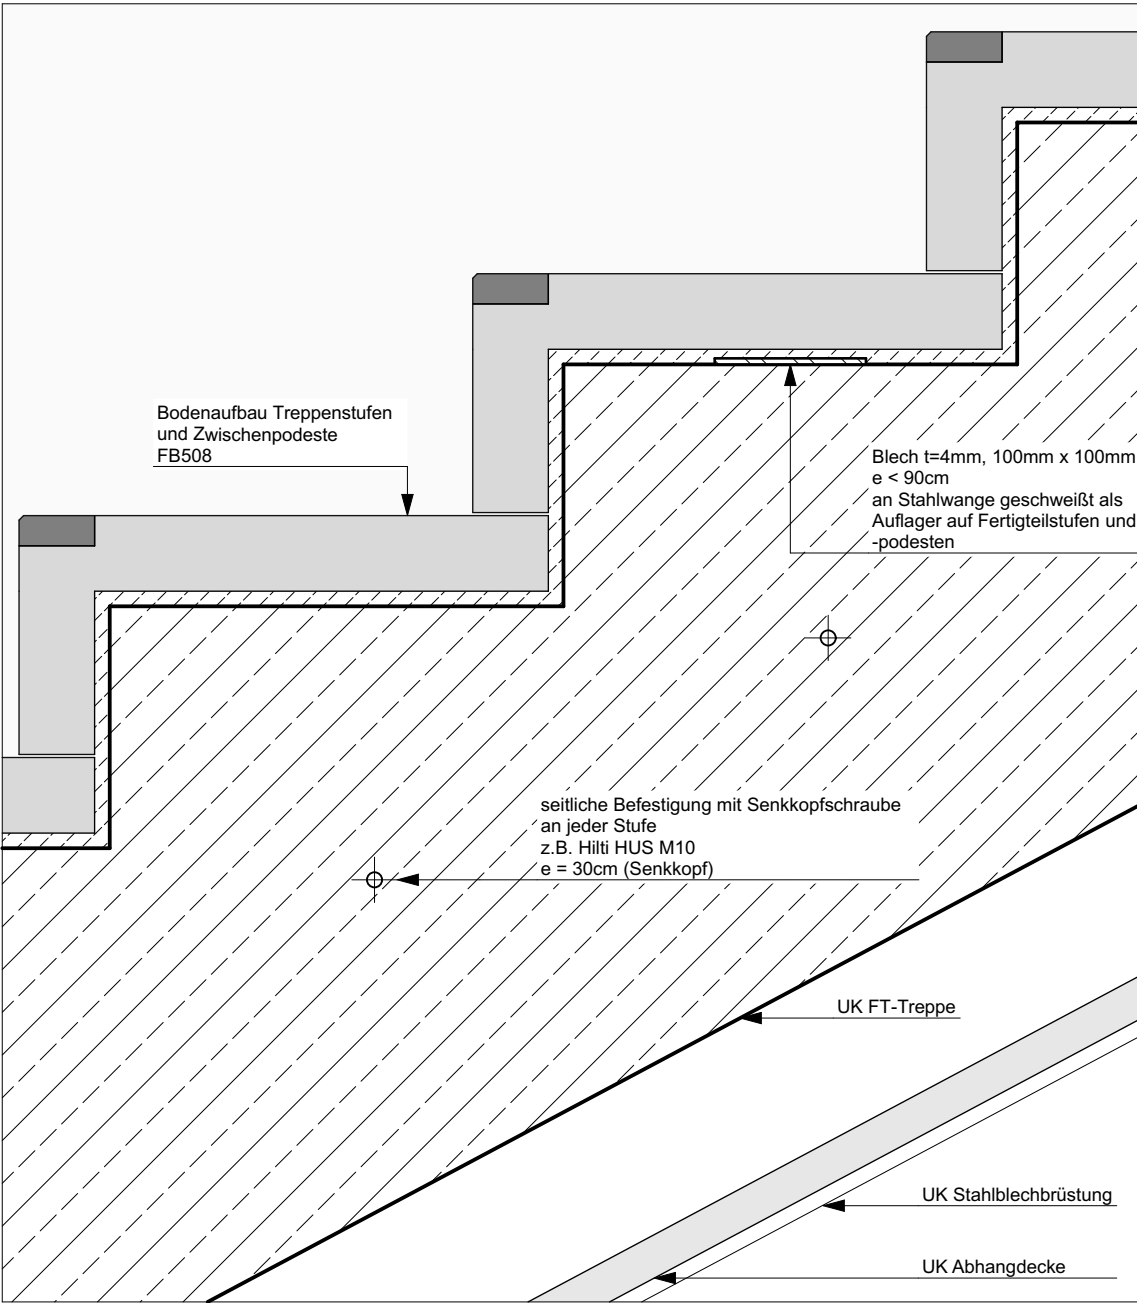 Bodenaufbau Treppenstufen
und Zwischenpodeste
FB508
Blech t=4mm, 100mm x 100mm
e < 90cm
an Stahlwange geschweißt als
Auflager auf Fertigteilstufen und
-podesten
seitliche Befestigung mit Senkkopfschraube
an jeder Stufe
z.B. Hilti HUS M10
e = 30cm (Senkkopf)
UK FT-Treppe
UK Stahlblechbrüstung
UK Abhangdecke